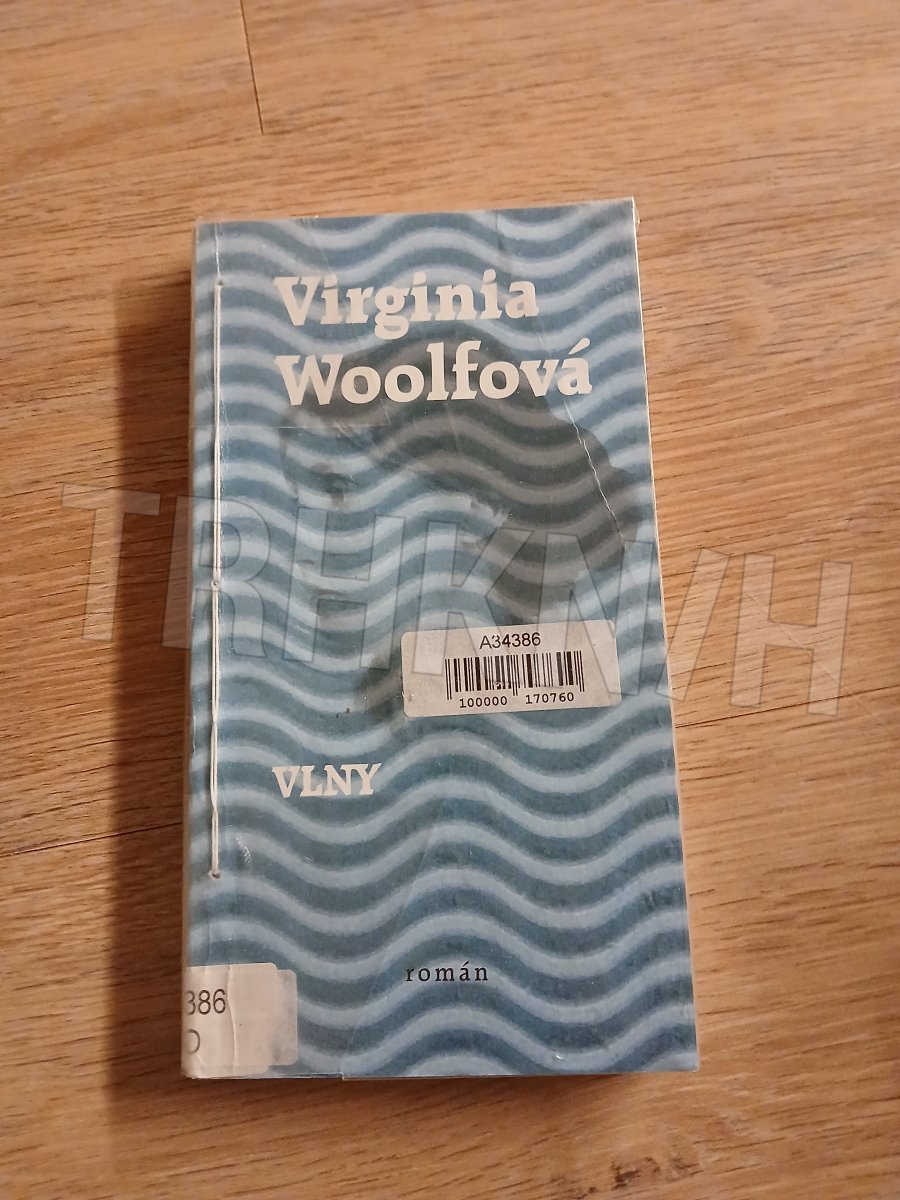 Virginia
Woolfová
TRHKNIH
A34386
100000 170760
VLNY
román
386
O